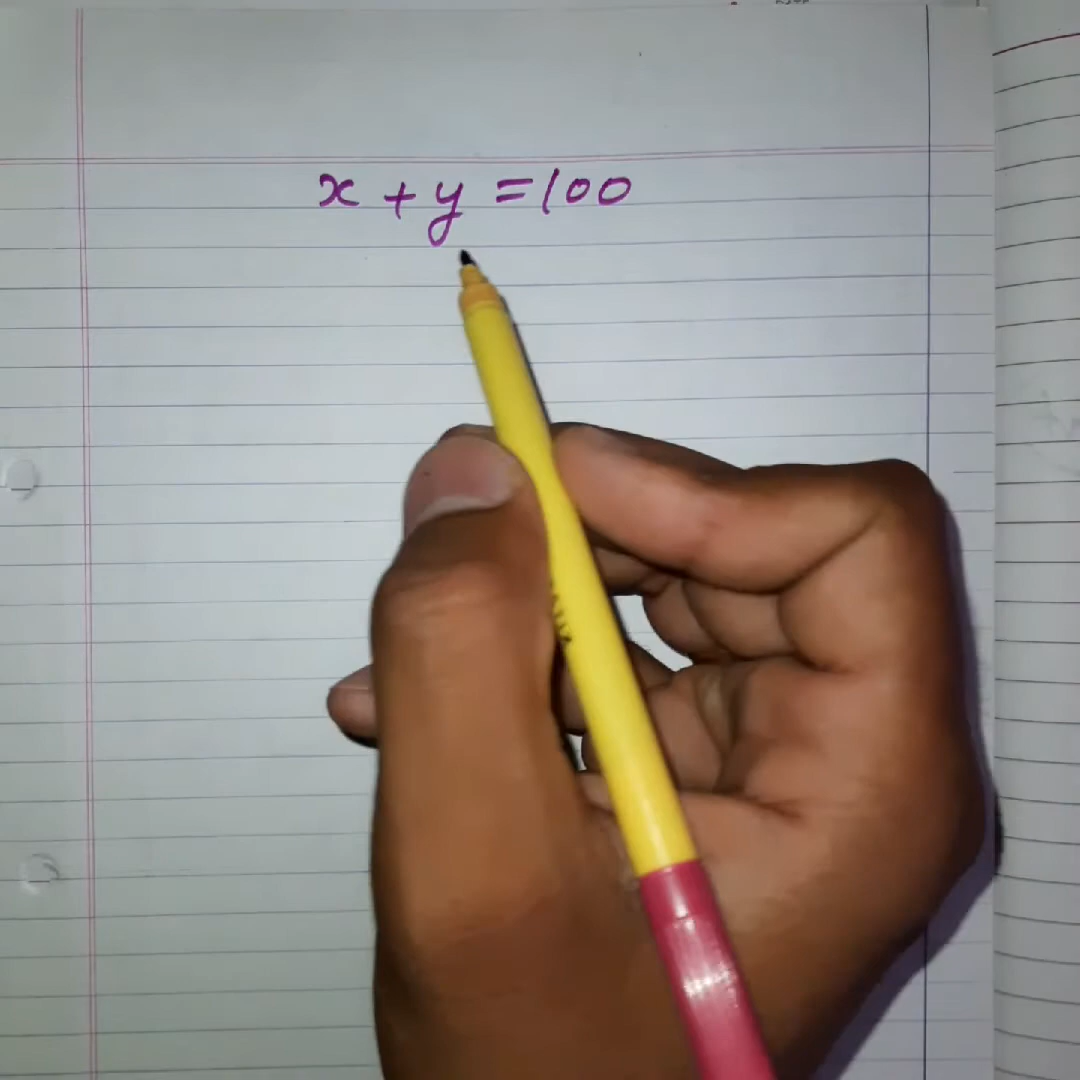 x + y = 100